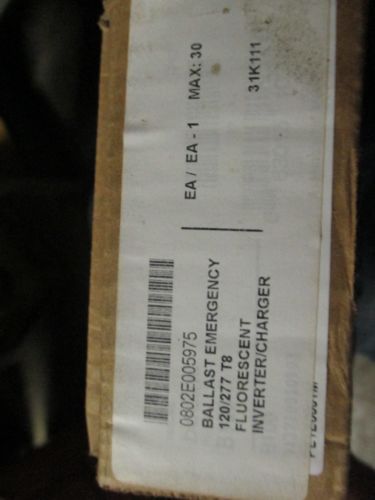 0802E005975
BALLAST EMERGENCY
120/277 T8
FLUORESCENT
INVERTER/CHARGER
EA / EA - 1 MAX: 30
31K111